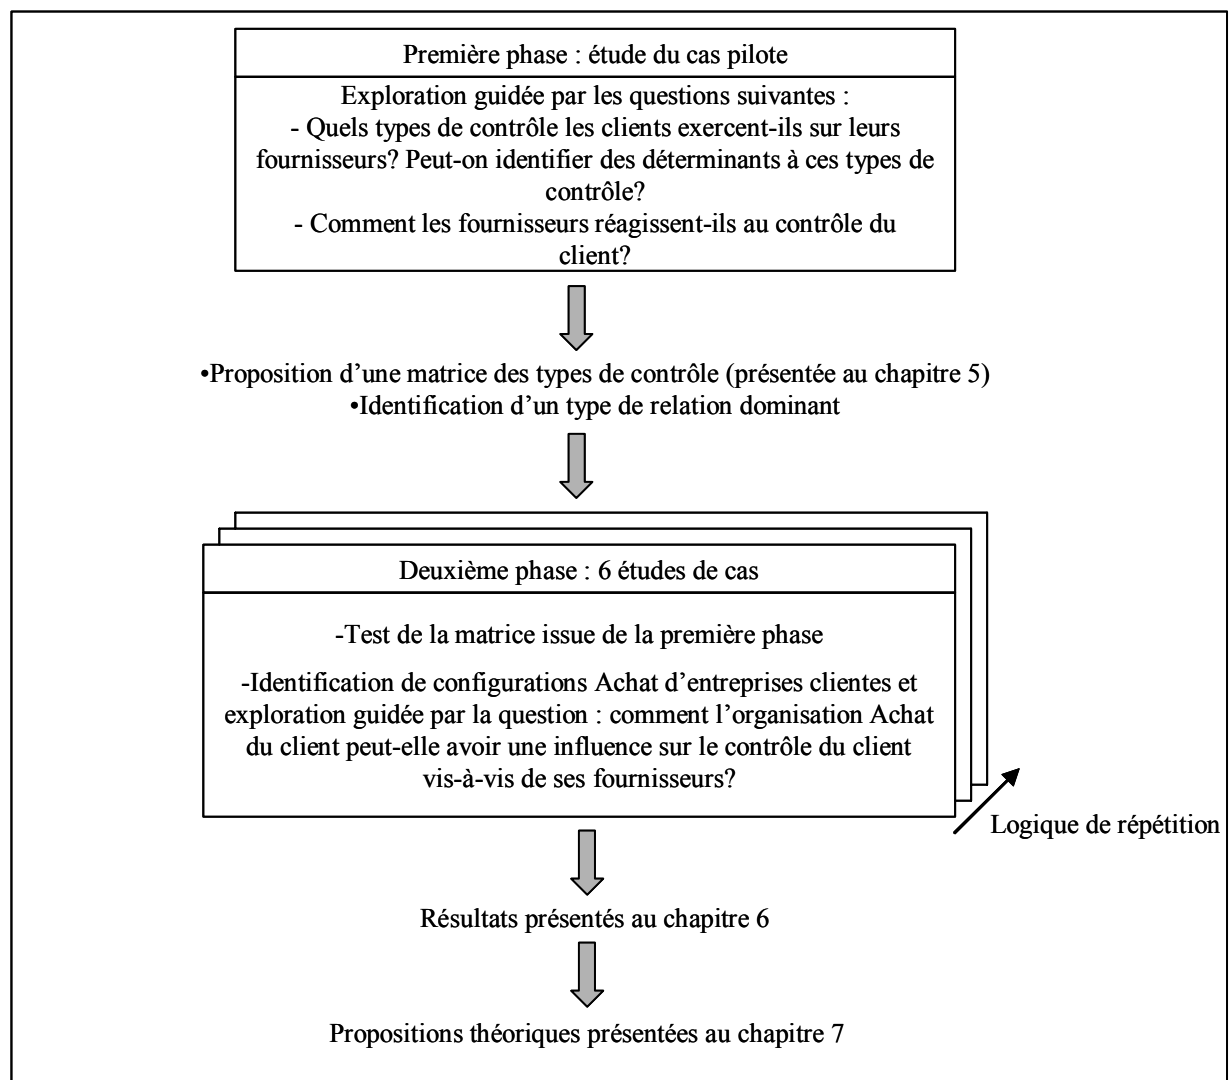 Première phase : étude du cas pilote
Exploration guidée par les questions suivantes :
- Quels types de contrôle les clients exercent-ils sur leurs
fournisseurs? Peut-on identifier des déterminants à ces types de
contrôle?
- Comment les fournisseurs réagissent-ils au contrôle du
client?
•Proposition d'une matrice des types de contrôle (présentée au chapitre 5)
•Identification d'un type de relation dominant
Deuxième phase : 6 études de cas
-Test de la matrice issue de la première phase
-Identification de configurations Achat d'entreprises clientes et
exploration guidée par la question : comment l'organisation Achat
du client peut-elle avoir une influence sur le contrôle du client
vis-à-vis de ses fournisseurs?
Logique de répétition
Résultats présentés au chapitre 6
Propositions théoriques présentées au chapitre 7